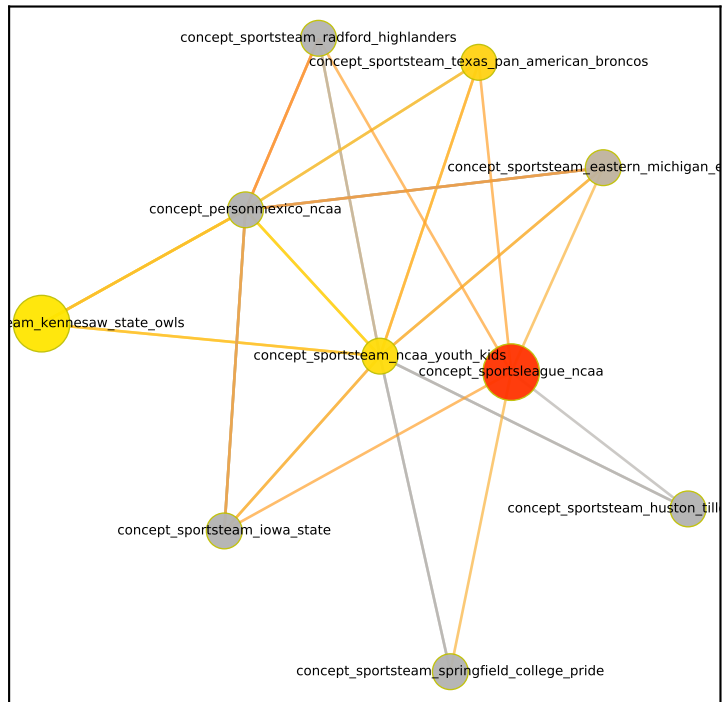 concept_sportsteam_radford_highlanders
concept_sportsteam_texas_pan_american_broncos
concept_sportsteam_eastern_michigan_e
concept_personmexico_ncaa
eam_kennesaw_state_owls
concept_sportsteam_ncaa_youth_kids
concept_sportsleague_ncaa
concept_sportsteam_huston_till
concept_sportsteam_iowa_state
concept_sportsteam_springfield_college_pride